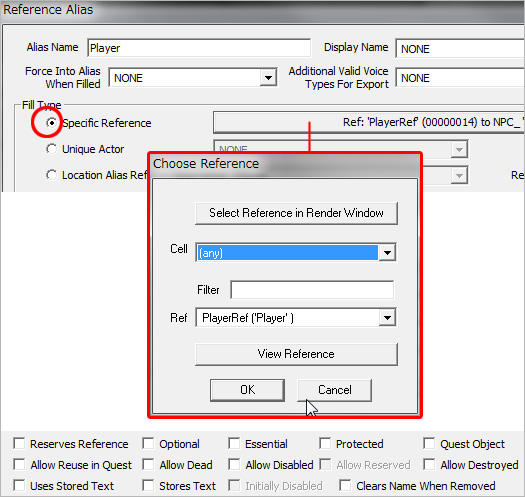 Reference Alias
Alias Name Player Display Name NONE
Force Into Alias When Filled NONE Additional Valid Voice Types For Export NONE
Fill Type
Specific Reference Ref: 'PlayerRef' (00000014) to NPC_ '
Unique Actor NONE
Location Alias Ref Re
Choose Reference
Select Reference in Render Window
Cell (any)
Filter
Ref PlayerRef ('Player' )
View Reference
OK Cancel
Reserves Reference Optional Essential Protected Quest Object
Allow Reuse in Quest Allow Dead Allow Disabled Allow Reserved Allow Destroyed
Uses Stored Text Stores Text Initially Disabled Clears Name When Removed